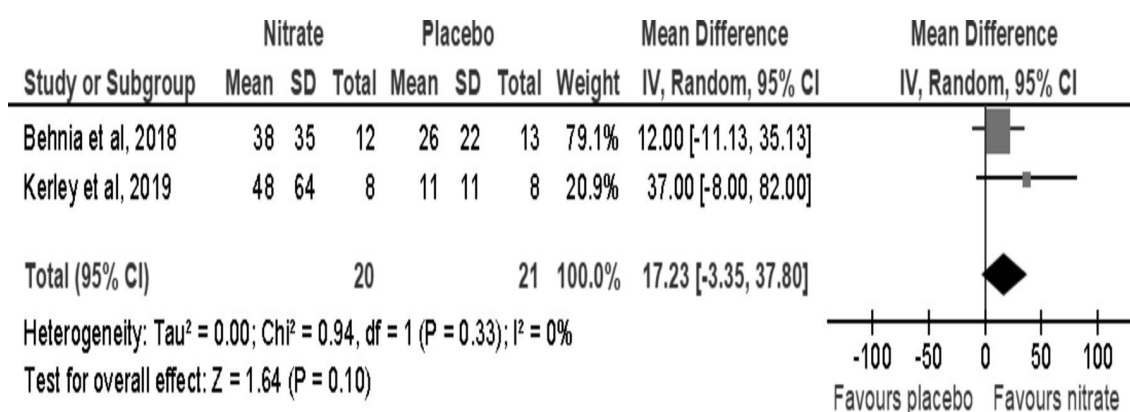 Nitrate Placebo Mean Difference Mean Difference
Study or Subgroup Mean SD Total Mean SD Total Weight IV, Random, 95% CI IV, Random, 95% CI
Behnia et al, 2018 38 35 12 26 22 13 79.1% 12.00 [-11.13, 35.13]
Kerley et al, 2019 48 64 8 11 11 8 20.9% 37.00 [-8.00, 82.00]
Total (95% CI) 20 21 100.0% 17.23 [-3.35, 37.80]
Heterogeneity: Tau² = 0.00; Chi² = 0.94, df = 1 (P = 0.33); I² = 0%
Test for overall effect: Z = 1.64 (P = 0.10)
-100 -50 0 50 100
Favours placebo Favours nitrate